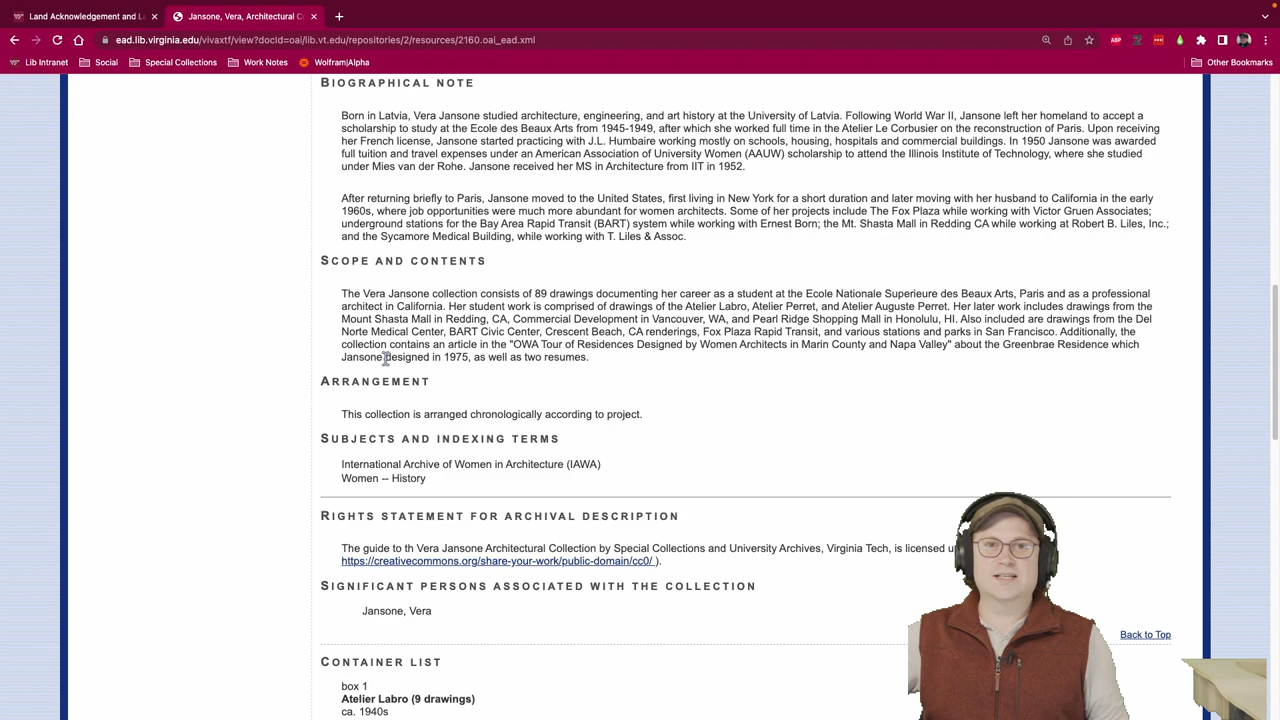 Land Acknowledgement and L
Jansone, Vera, Architectural C
ead.lib.virginia.edu/vivaxtf/view?docId=oai/lib.vt.edu/repositories/2/resources/2160.oai_ead.xml
ABP
Lib Intranet Social Special Collections Work Notes Wolfram|Alpha Other Bookmarks
BIOGRAPHICAL NOTE
Born in Latvia, Vera Jansone studied architecture, engineering, and art history at the University of Latvia. Following World War II, Jansone left her homeland to accept a
scholarship to study at the Ecole des Beaux Arts from 1945-1949, after which she worked full time in the Atelier Le Corbusier on the reconstruction of Paris. Upon receiving
her French license, Jansone started practicing with J.L. Humbaire working mostly on schools, housing, hospitals and commercial buildings. In 1950 Jansone was awarded
full tuition and travel expenses under an American Association of University Women (AAUW) scholarship to attend the Illinois Institute of Technology, where she studied
under Mies van der Rohe. Jansone received her MS in Architecture from IIT in 1952.
After returning briefly to Paris, Jansone moved to the United States, first living in New York for a short duration and later moving with her husband to California in the early
1960s, where job opportunities were much more abundant for women architects. Some of her projects include The Fox Plaza while working with Victor Gruen Associates;
underground stations for the Bay Area Rapid Transit (BART) system while working with Ernest Born; the Mt. Shasta Mall in Redding CA while working at Robert B. Liles, Inc.;
and the Sycamore Medical Building, while working with T. Liles & Assoc.
SCOPE AND CONTENTS
The Vera Jansone collection consists of 89 drawings documenting her career as a student at the Ecole Nationale Superieure des Beaux Arts, Paris and as a professional
architect in California. Her student work is comprised of drawings of the Atelier Labro, Atelier Perret, and Atelier Auguste Perret. Her later work includes drawings from the
Mount Shasta Mall in Redding, CA, Commercial Development in Vancouver, WA, and Pearl Ridge Shopping Mall in Honolulu, HI. Also included are drawings from the Del
Norte Medical Center, BART Civic Center, Crescent Beach, CA renderings, Fox Plaza Rapid Transit, and various stations and parks in San Francisco. Additionally, the
collection contains an article in the "OWA Tour of Residences Designed by Women Architects in Marin County and Napa Valley" about the Greenbrae Residence which
Jansone designed in 1975, as well as two resumes.
ARRANGEMENT
This collection is arranged chronologically according to project.
SUBJECTS AND INDEXING TERMS
International Archive of Women in Architecture (IAWA)
Women -- History
RIGHTS STATEMENT FOR ARCHIVAL DESCRIPTION
The guide to th Vera Jansone Architectural Collection by Special Collections and University Archives, Virginia Tech, is licensed u
https://creativecommons.org/share-your-work/public-domain/cc0/ ).
SIGNIFICANT PERSONS ASSOCIATED WITH THE COLLECTION
Jansone, Vera
Back to Top
CONTAINER LIST
box 1
Atelier Labro (9 drawings)
ca. 1940s